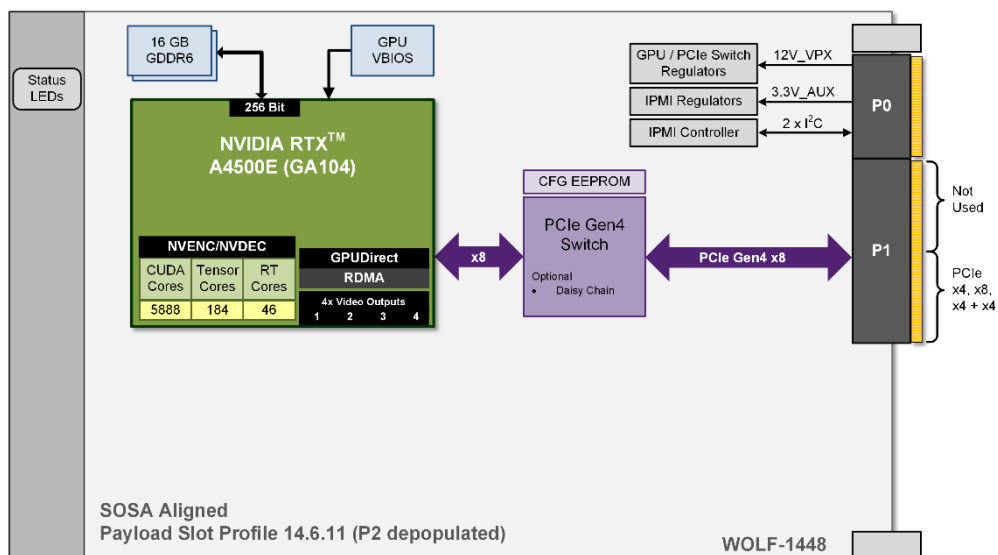 Status
LEDs
16 GB
GDDR6
GPU
VBIOS
256 Bit
NVIDIA RTX™
A4500E (GA104)
NVENC/NVDEC
CUDA
Cores
Tensor
Cores
RT
Cores
5888
184
46
GPUDirect
RDMA
4x Video Outputs
1 2 3 4
x8
CFG EEPROM
PCIe Gen4
Switch
Optional
• Daisy Chain
PCIe Gen4 x8
GPU / PCIe Switch
Regulators
12V_VPX
IPMI Regulators
3.3V_AUX
IPMI Controller
2 x I²C
P0
P1
Not
Used
PCIe
x4, x8,
x4 + x4
SOSA Aligned
Payload Slot Profile 14.6.11 (P2 depopulated)
WOLF-1448